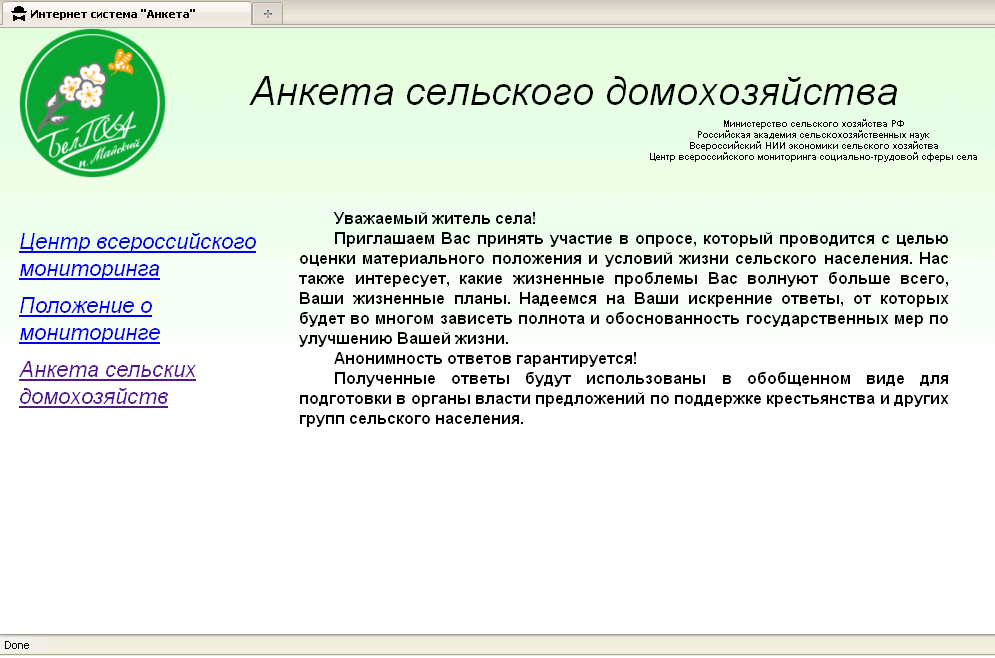 Интернет система "Анкета"
БелГСХА
п. Майский
Анкета сельского домохозяйства
Министерство сельского хозяйства РФ
Российская академия сельскохозяйственных наук
Всероссийский НИИ экономики сельского хозяйства
Центр всероссийского мониторинга социально-трудовой сферы села
Центр всероссийского
мониторинга
Положение о
мониторинге
Анкета сельских
домохозяйств
Уважаемый житель села!
Приглашаем Вас принять участие в опросе, который проводится с целью
оценки материального положения и условий жизни сельского населения. Нас
также интересует, какие жизненные проблемы Вас волнуют больше всего,
Ваши жизненные планы. Надеемся на Ваши искренние ответы, от которых
будет во многом зависеть полнота и обоснованность государственных мер по
улучшению Вашей жизни.
Анонимность ответов гарантируется!
Полученные ответы будут использованы в обобщенном виде для
подготовки в органы власти предложений по поддержке крестьянства и других
групп сельского населения.
Done